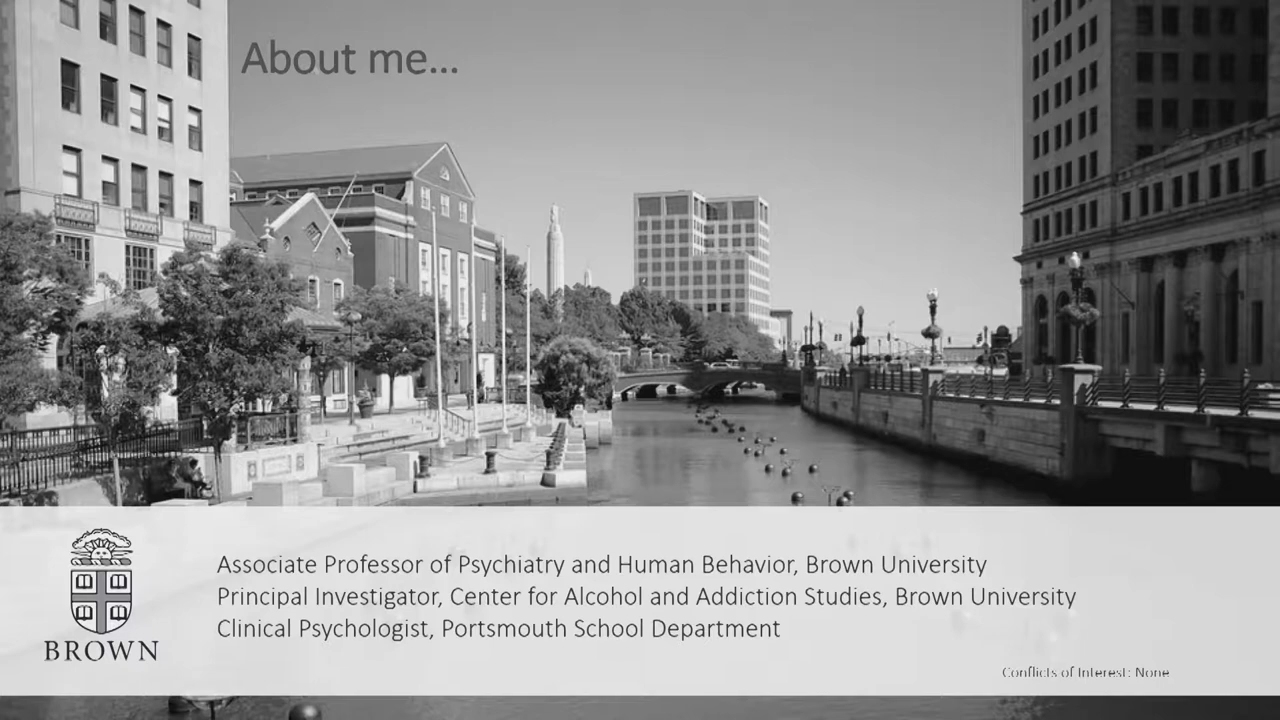 About me...
Associate Professor of Psychiatry and Human Behavior, Brown University
Principal Investigator, Center for Alcohol and Addiction Studies, Brown University
Clinical Psychologist, Portsmouth School Department
BROWN
Conflicts of Interest: None